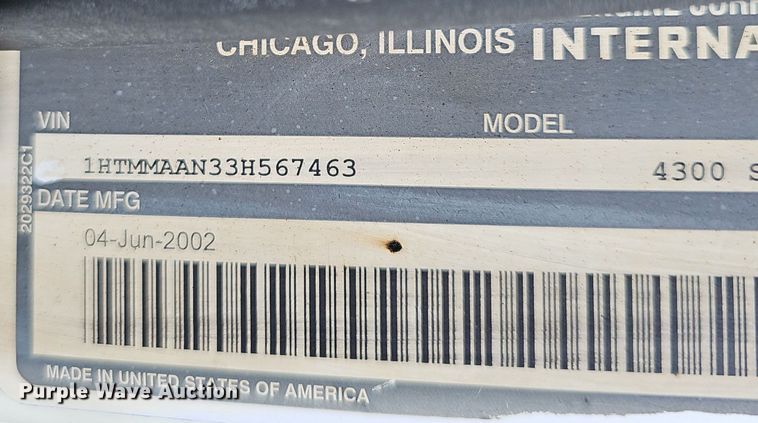 CHICAGO, ILLINOIS INTERNA
VIN MODEL
1HTMMAAN33H567463 4300 S
DATE MFG
04-Jun-2002
2029322C1
MADE IN UNITED STATES OF AMERICA
Purple Wave Auction